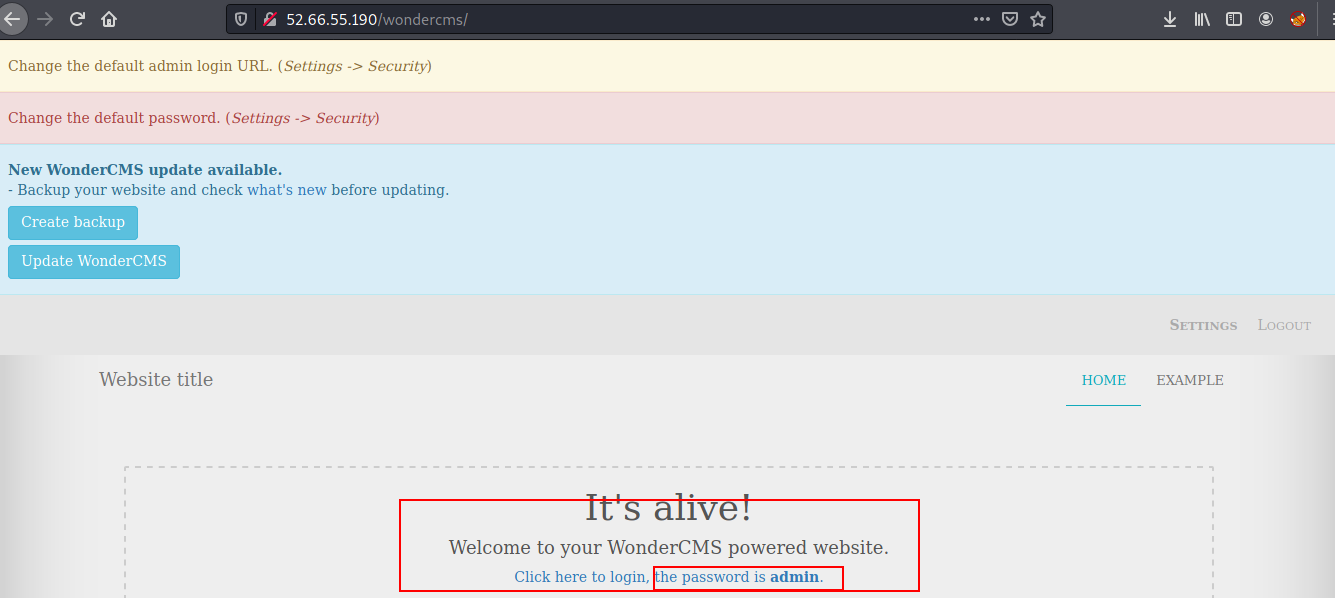 52.66.55.190/wondercms/
Change the default admin login URL. (Settings -> Security)
Change the default password. (Settings -> Security)
New WonderCMS update available.
- Backup your website and check what's new before updating.
Create backup
Update WonderCMS
SETTINGS LOGOUT
Website title HOME EXAMPLE
It's alive!
Welcome to your WonderCMS powered website.
Click here to login, the password is admin.